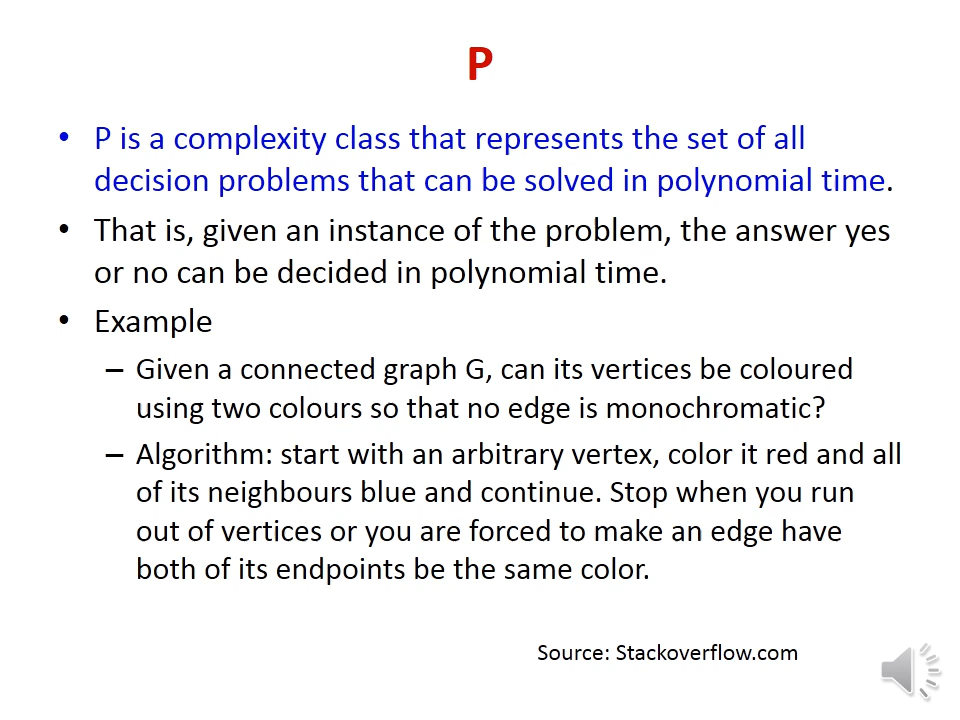 P
• P is a complexity class that represents the set of all
decision problems that can be solved in polynomial time.
• That is, given an instance of the problem, the answer yes
or no can be decided in polynomial time.
• Example
– Given a connected graph G, can its vertices be coloured
using two colours so that no edge is monochromatic?
– Algorithm: start with an arbitrary vertex, color it red and all
of its neighbours blue and continue. Stop when you run
out of vertices or you are forced to make an edge have
both of its endpoints be the same color.
Source: Stackoverflow.com